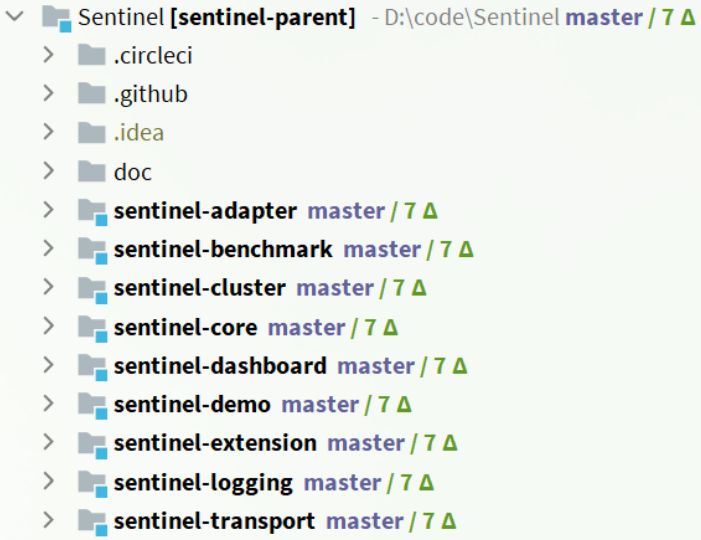 Sentinel [sentinel-parent] - D:\code\Sentinel master / 7 Δ
.circleci
.github
.idea
doc
sentinel-adapter master / 7 Δ
sentinel-benchmark master / 7 Δ
sentinel-cluster master / 7 Δ
sentinel-core master / 7 Δ
sentinel-dashboard master / 7 Δ
sentinel-demo master / 7 Δ
sentinel-extension master / 7 Δ
sentinel-logging master / 7 Δ
sentinel-transport master / 7 Δ